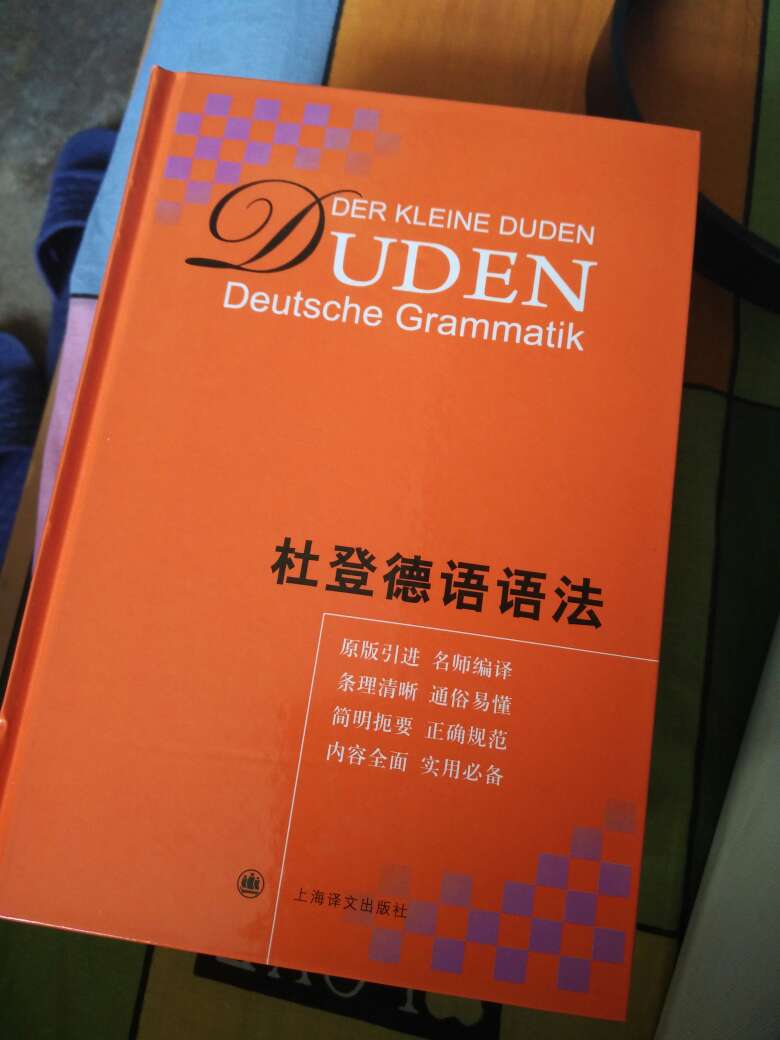 DER KLEINE DUDEN
DUDEN
Deutsche Grammatik
杜登德语语法
原版引进 名师编译
条理清晰 通俗易懂
简明扼要 正确规范
内容全面 实用必备
上海译文出版社